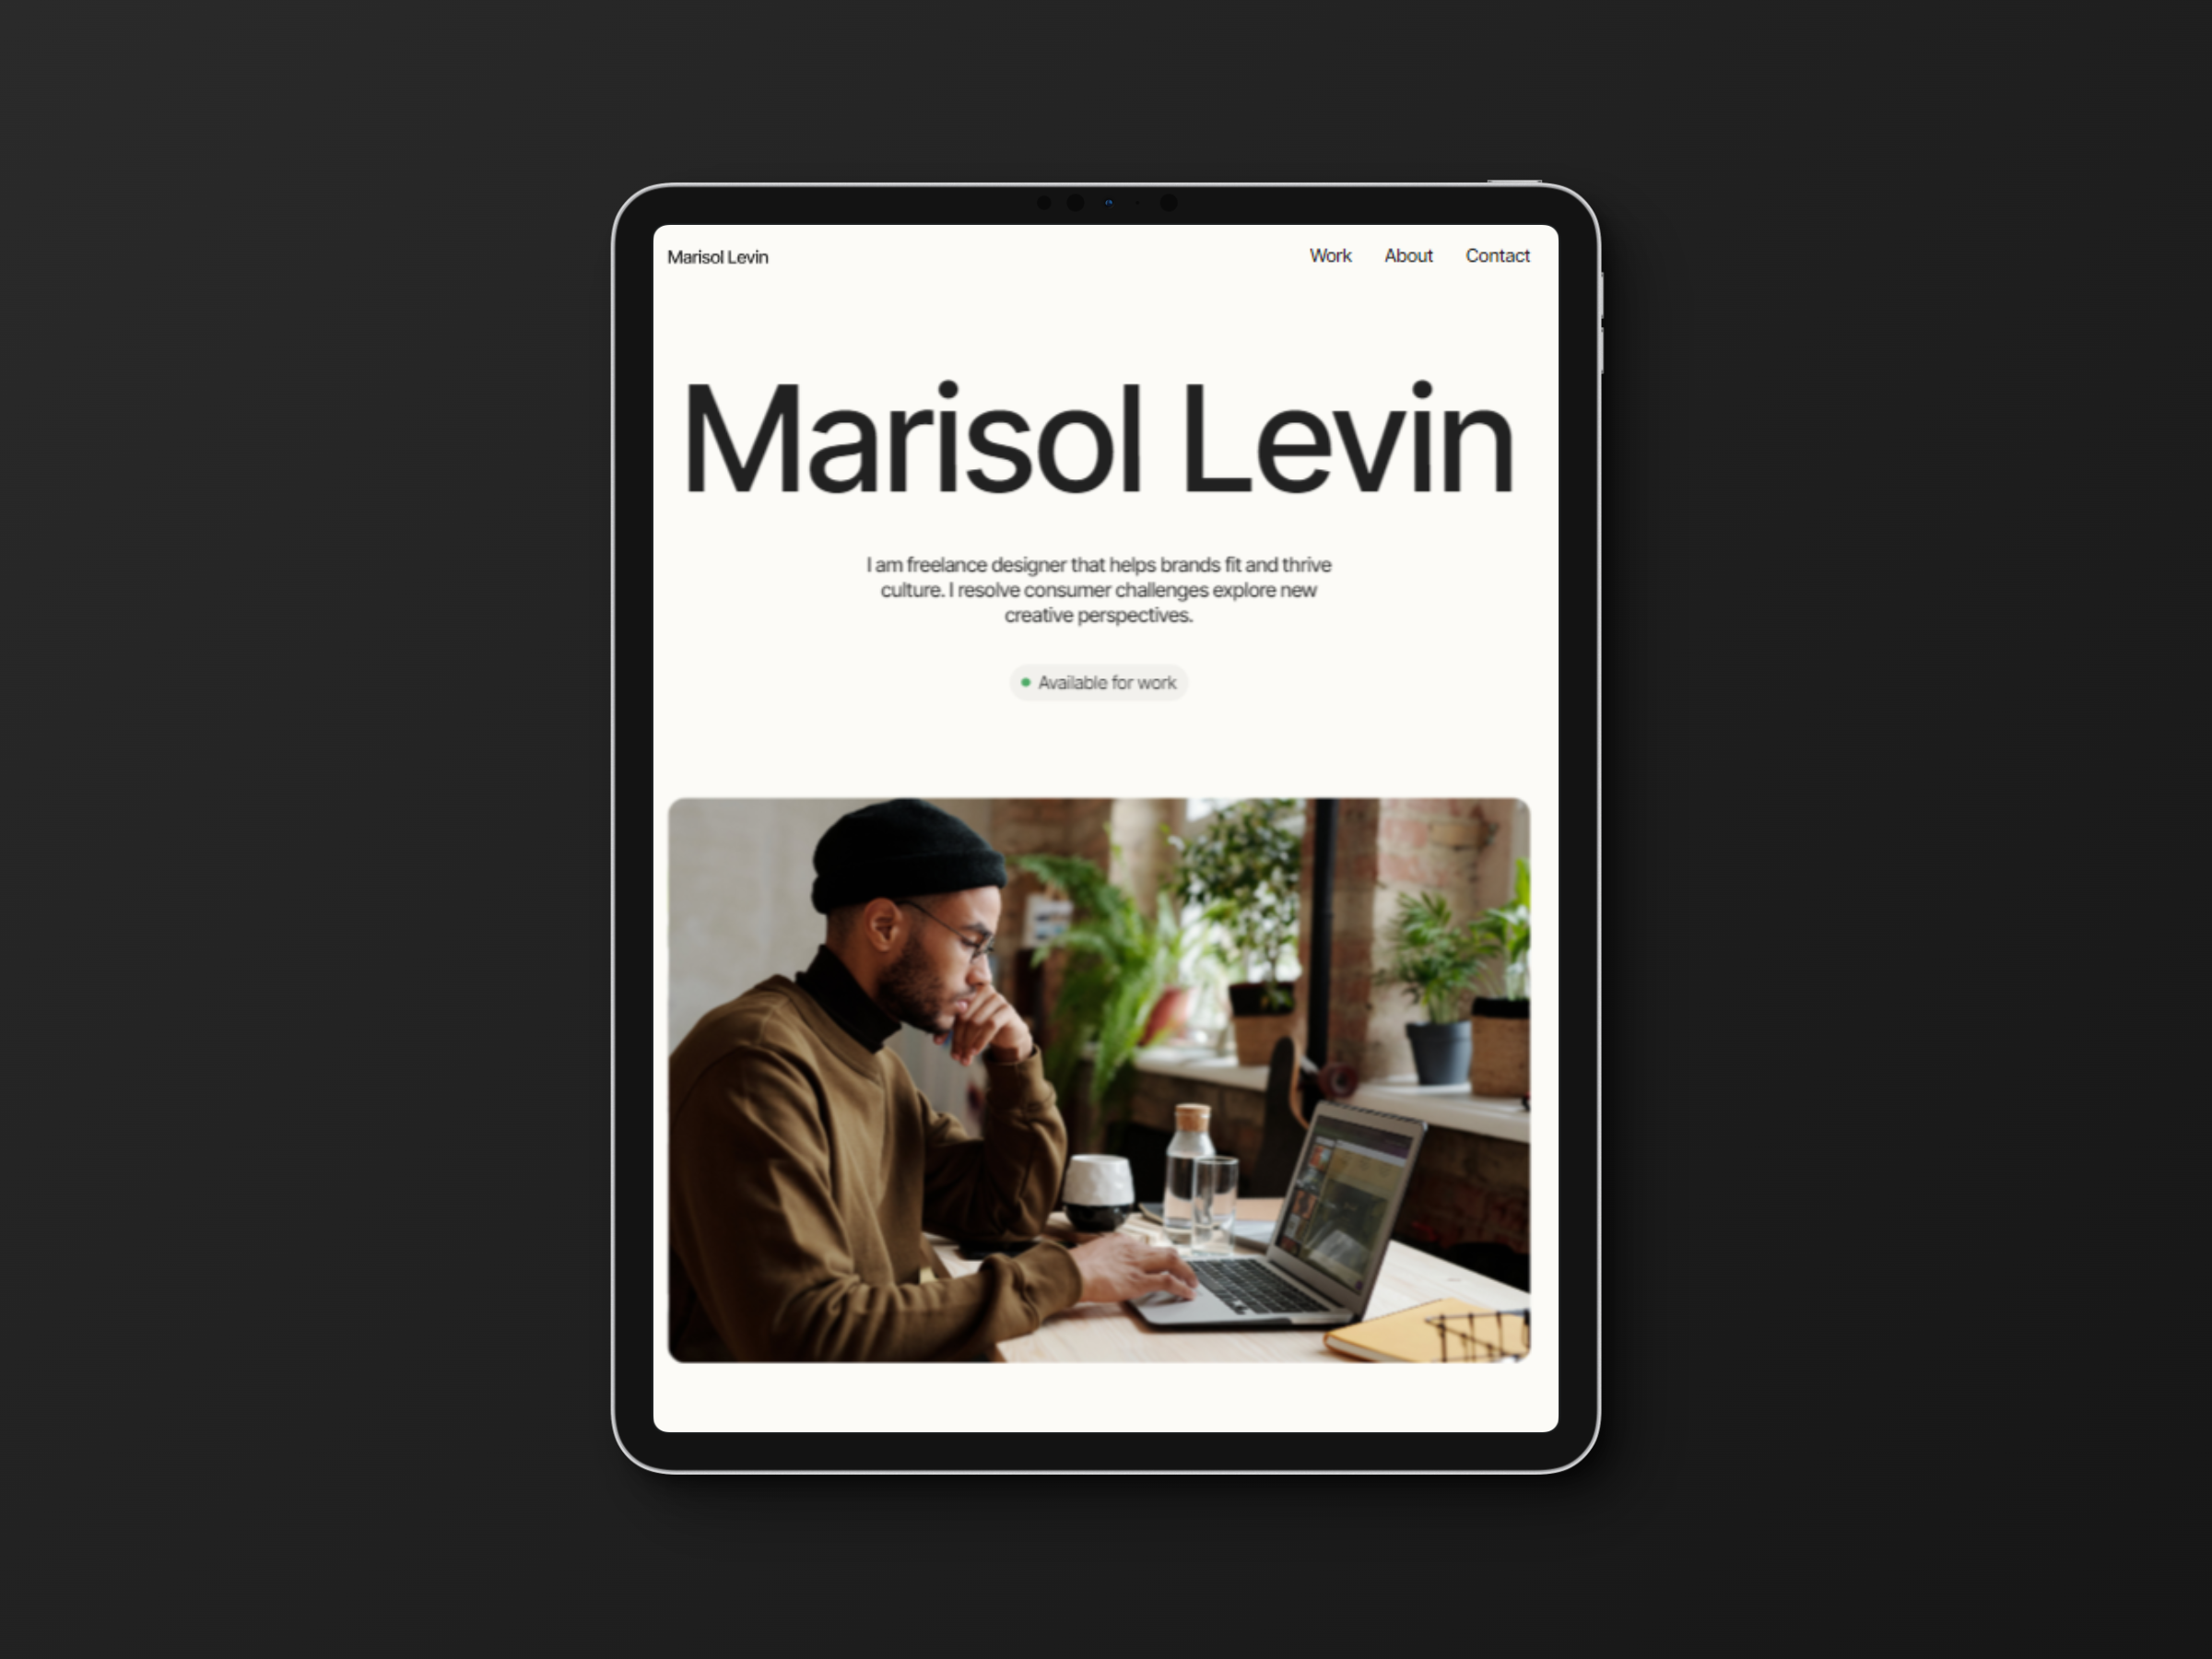 Marisol Levin
Work About Contact
Marisol Levin
I am freelance designer that helps brands fit and thrive
culture. I resolve consumer challenges explore new
creative perspectives.
Available for work